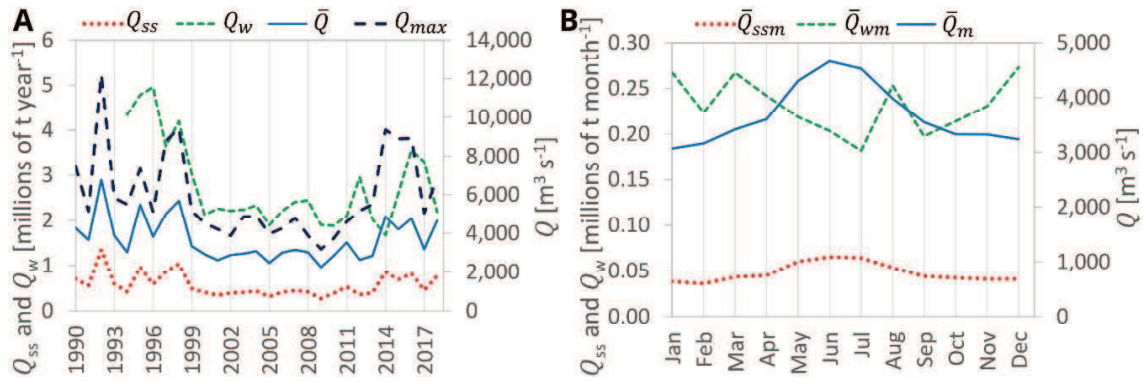 A
Q_ss Q_w Q̄ Q_max
6
5
4
3
2
1
0
14,000
12,000
10,000
8,000
6,000
4,000
2,000
0
Q_ss and Q_w [millions of t year⁻¹]
Q [m³ s⁻¹]
1990 1993 1996 1999 2002 2005 2008 2011 2014 2017
B
Q̄_ssm Q̄_wm Q̄_m
0.30
0.25
0.20
0.15
0.10
0.05
0.00
5,000
4,000
3,000
2,000
1,000
0
Q_ss and Q_w [millions of t month⁻¹]
Q [m³ s⁻¹]
Jan Feb Mar Apr May Jun Jul Aug Sep Oct Nov Dec